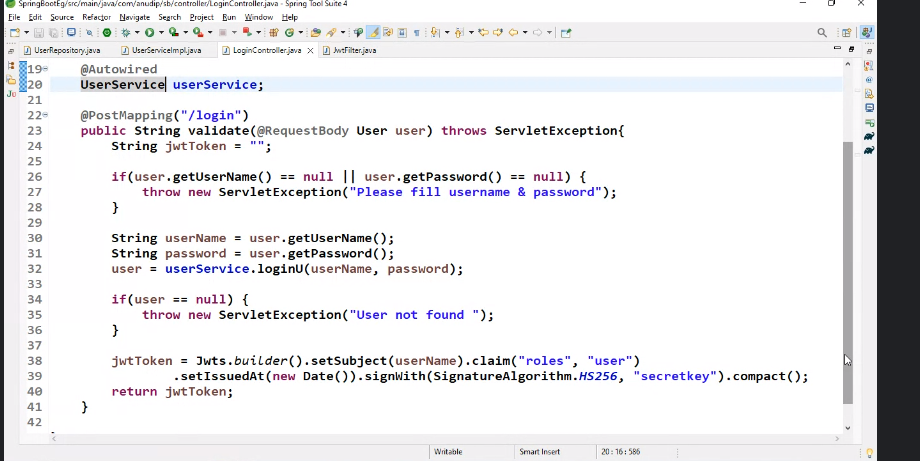 SpringBootEg/src/main/java/com/anudip/sb/controller/LoginController.java - Spring Tool Suite 4
File Edit Source Refactor Navigate Search Project Run Window Help
UserRepository.java UserServiceImpl.java LoginController.java JwtFilter.java
19 @Autowired
20 UserService userService;
21
22 @PostMapping("/login")
23 public String validate(@RequestBody User user) throws ServletException{
24 String jwtToken = "";
25
26 if(user.getUserName() == null || user.getPassword() == null) {
27 throw new ServletException("Please fill username & password");
28 }
29
30 String userName = user.getUserName();
31 String password = user.getPassword();
32 user = userService.loginU(userName, password);
33
34 if(user == null) {
35 throw new ServletException("User not found ");
36 }
37
38 jwtToken = Jwts.builder().setSubject(userName).claim("roles", "user")
39 .setIssuedAt(new Date()).signWith(SignatureAlgorithm.HS256, "secretkey").compact();
40 return jwtToken;
41 }
42
Writable Smart Insert 20 : 16 : 586